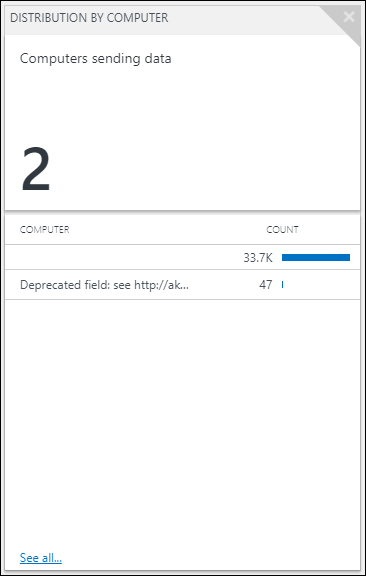 DISTRIBUTION BY COMPUTER
Computers sending data
2
COMPUTER COUNT
33.7K
Deprecated field: see http://ak... 47
See all...